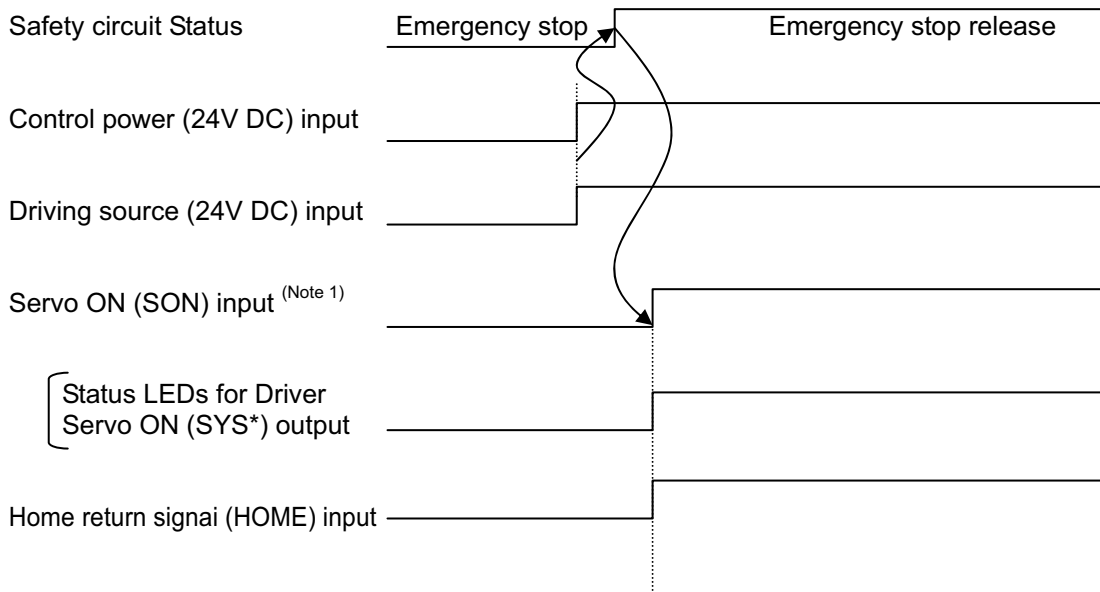 Safety circuit Status
Emergency stop
Emergency stop release
Control power (24V DC) input
Driving source (24V DC) input
Servo ON (SON) input (Note 1)
Status LEDs for Driver
Servo ON (SYS*) output
Home return signai (HOME) input